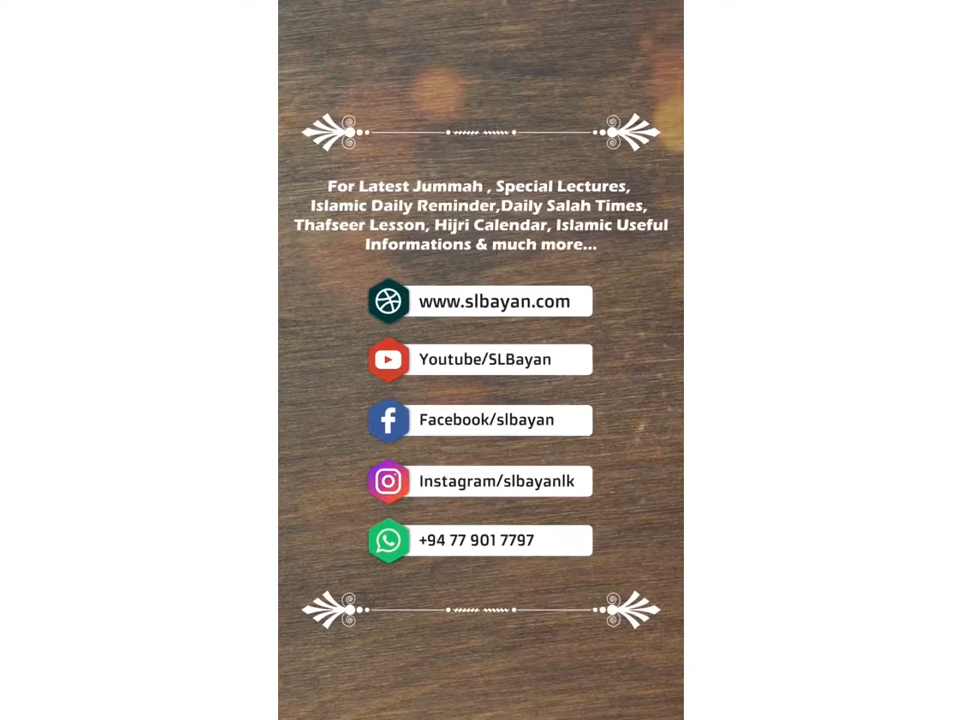 For Latest Jummah , Special Lectures,
Islamic Daily Reminder,Daily Salah Times,
Thafseer Lesson, Hijri Calendar, Islamic Useful
Informations & much more...
www.slbayan.com
Youtube/SLBayan
Facebook/slbayan
Instagram/slbayanlk
+94 77 901 7797